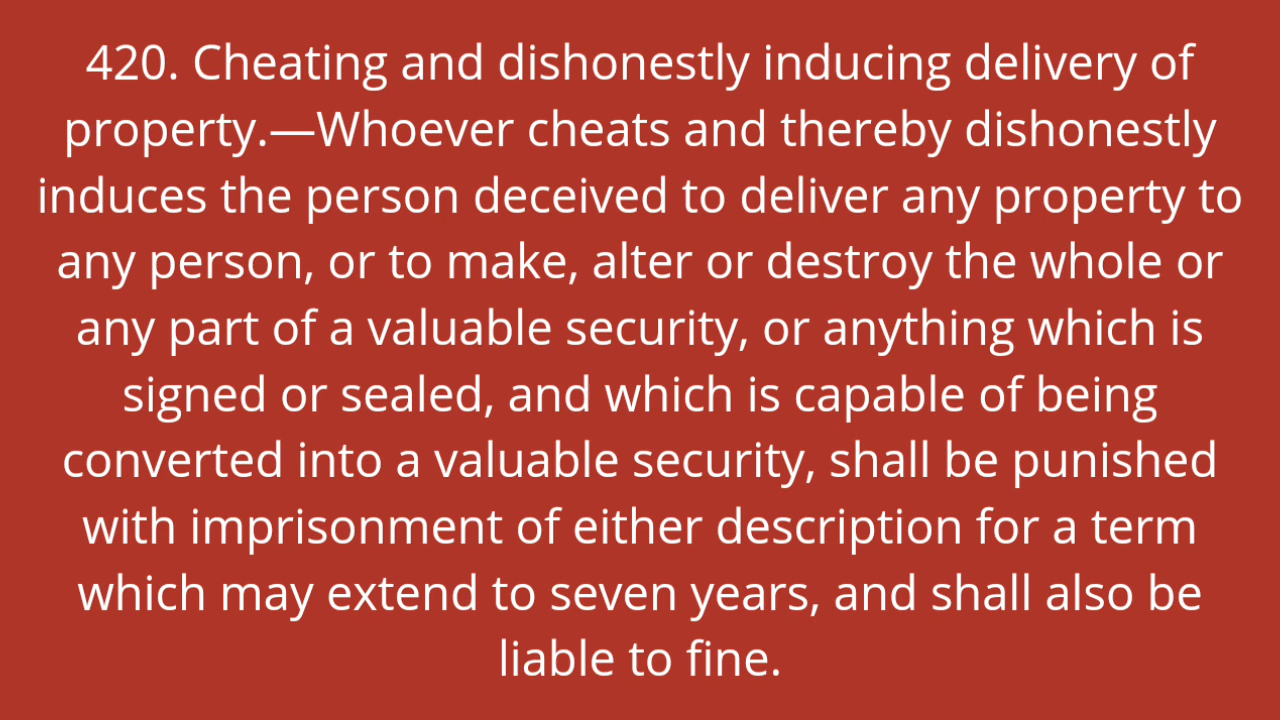 420. Cheating and dishonestly inducing delivery of
property.—Whoever cheats and thereby dishonestly
induces the person deceived to deliver any property to
any person, or to make, alter or destroy the whole or
any part of a valuable security, or anything which is
signed or sealed, and which is capable of being
converted into a valuable security, shall be punished
with imprisonment of either description for a term
which may extend to seven years, and shall also be
liable to fine.